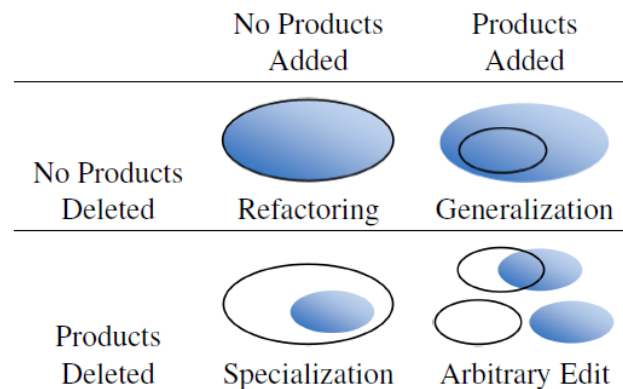 No Products Products
Added Added
No Products
Deleted Refactoring Generalization
Products
Deleted Specialization Arbitrary Edit